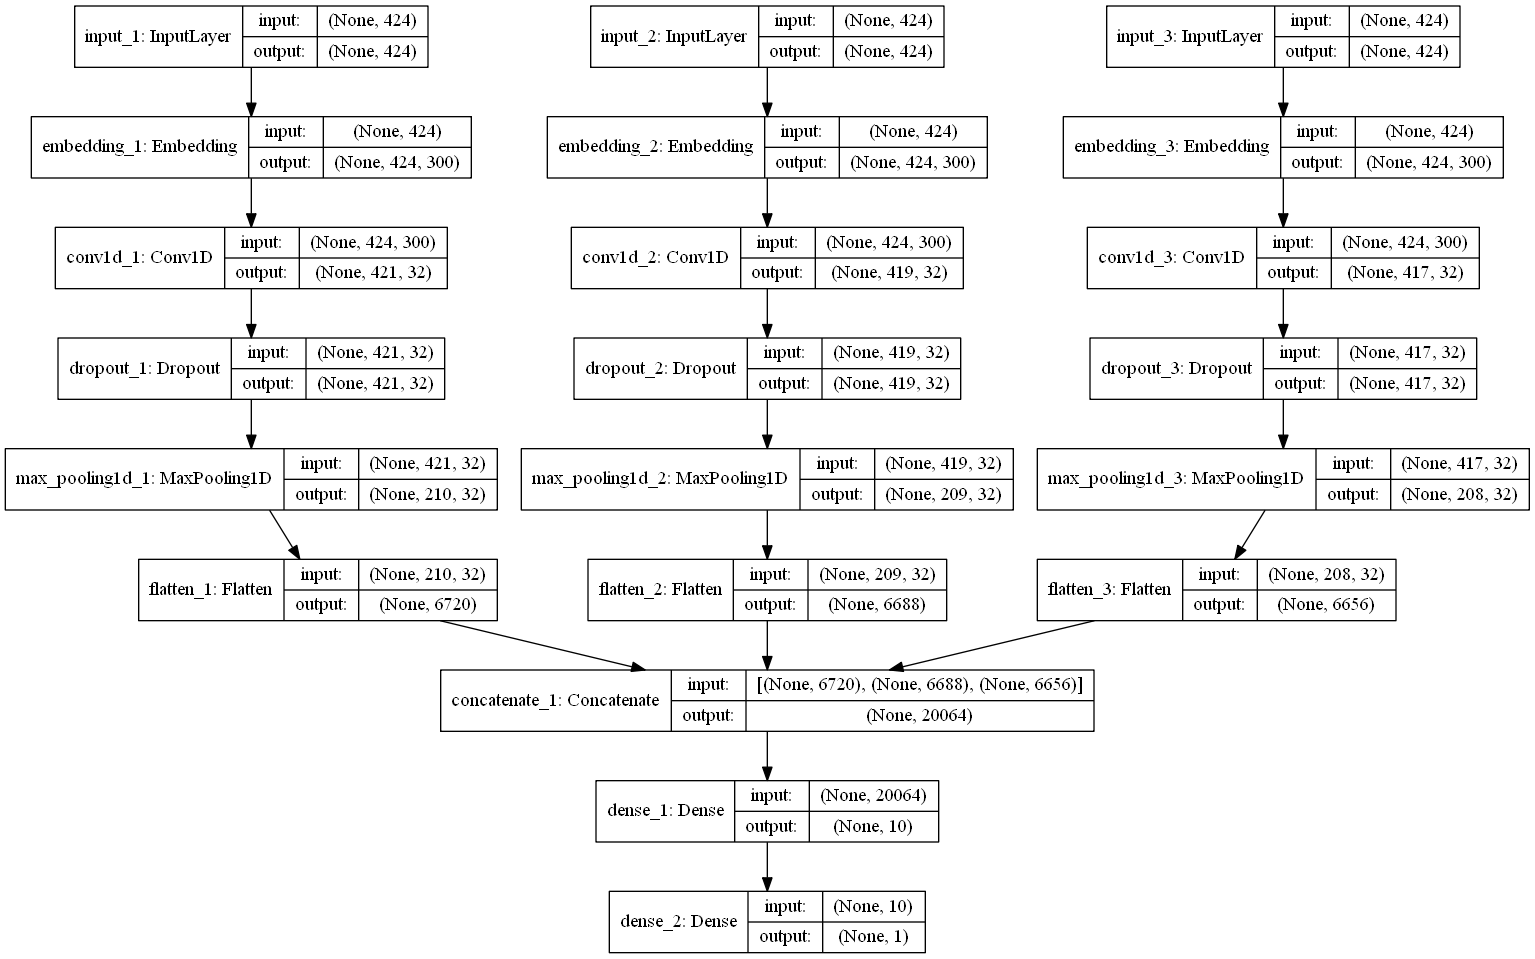 input_1: InputLayer input: (None, 424)
output: (None, 424)
input_2: InputLayer input: (None, 424)
output: (None, 424)
input_3: InputLayer input: (None, 424)
output: (None, 424)
embedding_1: Embedding input: (None, 424)
output: (None, 424, 300)
embedding_2: Embedding input: (None, 424)
output: (None, 424, 300)
embedding_3: Embedding input: (None, 424)
output: (None, 424, 300)
conv1d_1: Conv1D input: (None, 424, 300)
output: (None, 421, 32)
conv1d_2: Conv1D input: (None, 424, 300)
output: (None, 419, 32)
conv1d_3: Conv1D input: (None, 424, 300)
output: (None, 417, 32)
dropout_1: Dropout input: (None, 421, 32)
output: (None, 421, 32)
dropout_2: Dropout input: (None, 419, 32)
output: (None, 419, 32)
dropout_3: Dropout input: (None, 417, 32)
output: (None, 417, 32)
max_pooling1d_1: MaxPooling1D input: (None, 421, 32)
output: (None, 210, 32)
max_pooling1d_2: MaxPooling1D input: (None, 419, 32)
output: (None, 209, 32)
max_pooling1d_3: MaxPooling1D input: (None, 417, 32)
output: (None, 208, 32)
flatten_1: Flatten input: (None, 210, 32)
output: (None, 6720)
flatten_2: Flatten input: (None, 209, 32)
output: (None, 6688)
flatten_3: Flatten input: (None, 208, 32)
output: (None, 6656)
concatenate_1: Concatenate input: [(None, 6720), (None, 6688), (None, 6656)]
output: (None, 20064)
dense_1: Dense input: (None, 20064)
output: (None, 10)
dense_2: Dense input: (None, 10)
output: (None, 1)